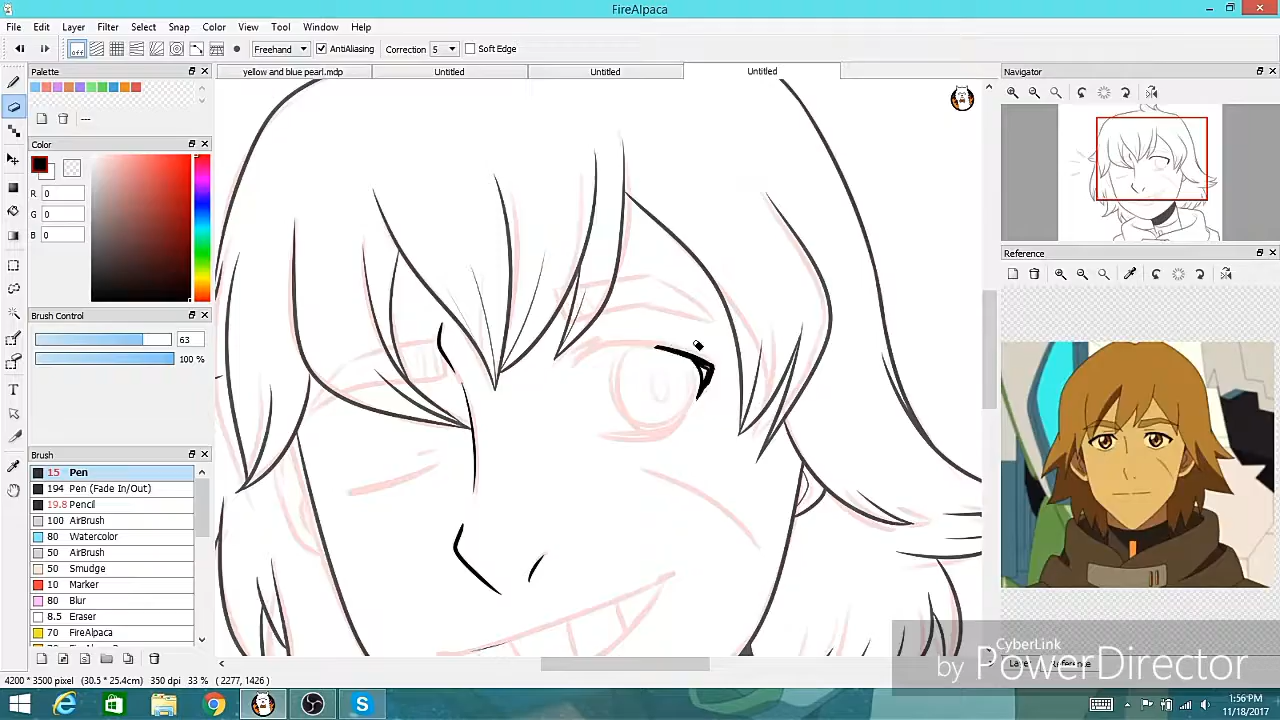 FireAlpaca
File Edit Layer Filter Select Snap Color View Tool Window Help
off Freehand AntiAliasing Correction 5 Soft Edge
Palette
yellow and blue pearl.mdp Untitled Untitled Untitled
Navigator
---
Color
R 0
G 0
B 0
Reference
Brush Control
63
100 %
Brush
15 Pen
194 Pen (Fade In/Out)
19.8 Pencil
100 AirBrush
80 Watercolor
50 AirBrush
50 Smudge
10 Marker
80 Blur
8.5 Eraser
70 FireAlpaca
CyberLink
by PowerDirector
Layer Reference
4200 * 3500 pixel (30.5 * 25.4cm) 350 dpi 33 % ( 2277, 1426 )
1:56 PM
11/18/2017